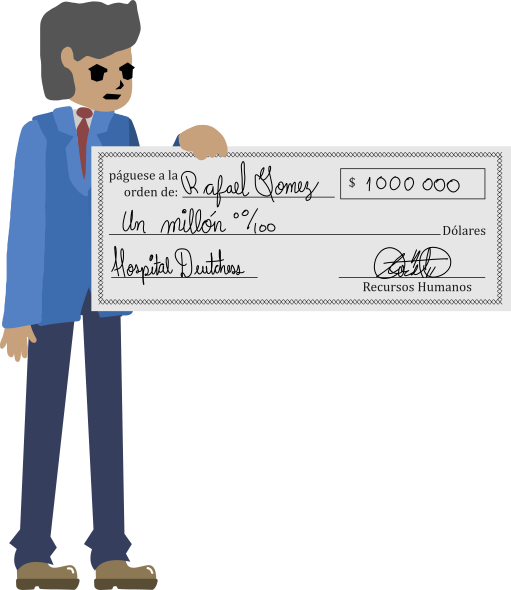 páguese a la
orden de: Rafael Gomez
$ 1000 000
Un millón 00/100 Dólares
Hospital Deutchess
Recursos Humanos